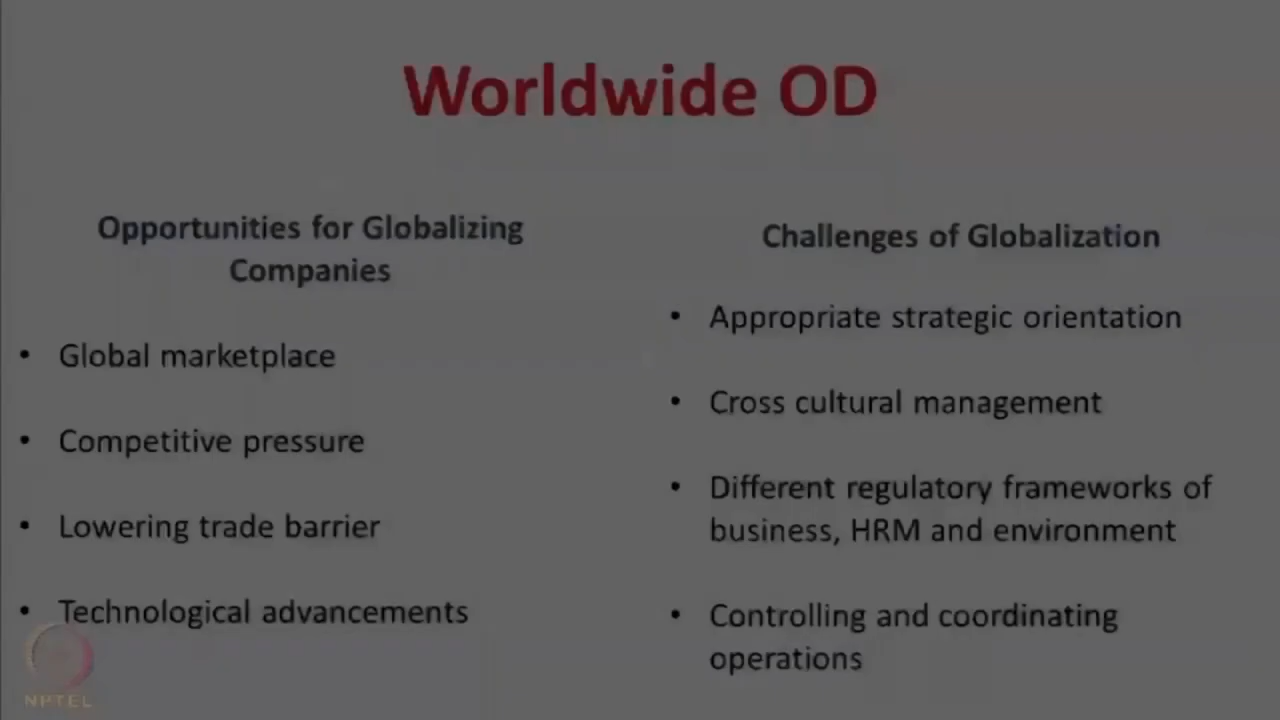 Worldwide OD
Opportunities for Globalizing
Companies
• Global marketplace
• Competitive pressure
• Lowering trade barrier
• Technological advancements
Challenges of Globalization
• Appropriate strategic orientation
• Cross cultural management
• Different regulatory frameworks of
business, HRM and environment
• Controlling and coordinating
operations
NPTEL